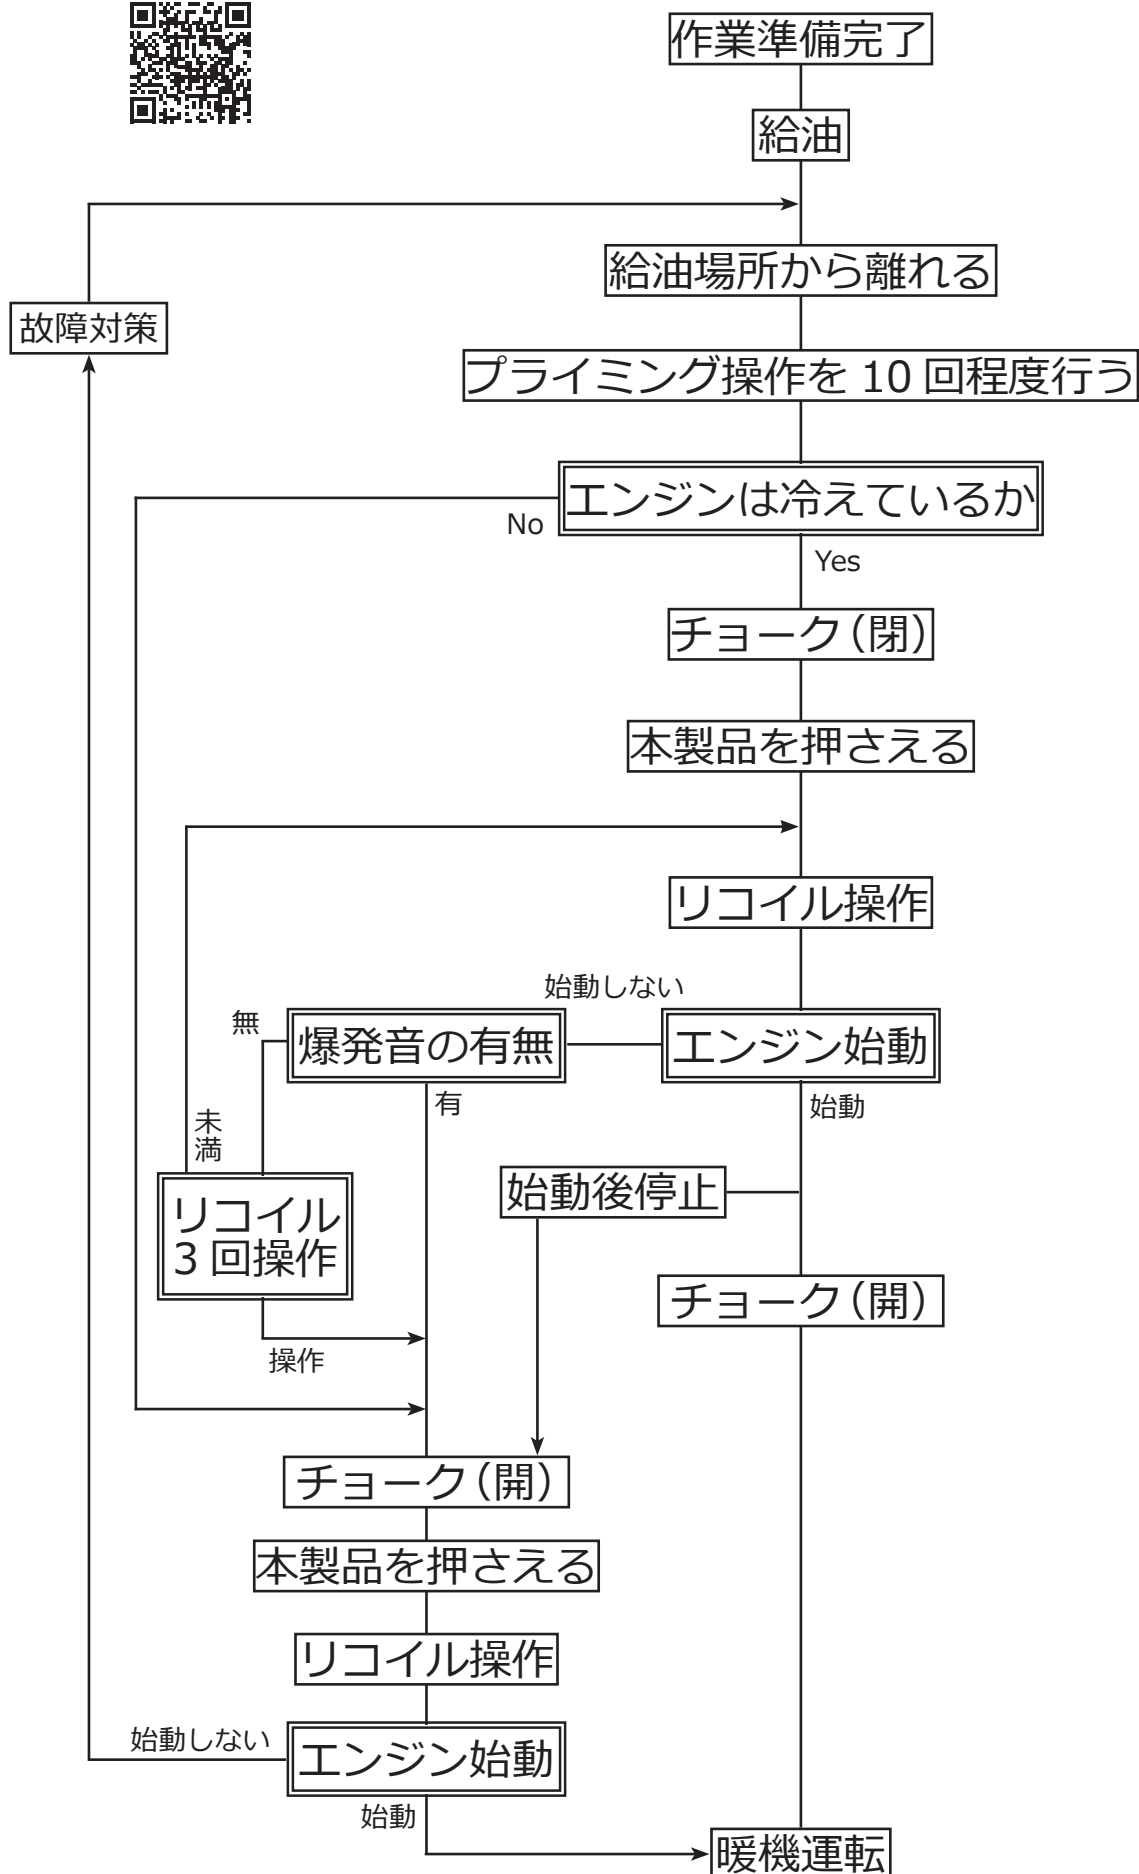 作業準備完了
給油
給油場所から離れる
故障対策
プライミング操作を 10 回程度行う
エンジンは冷えているか
No
Yes
チョーク（閉）
本製品を押さえる
リコイル操作
始動しない
無
爆発音の有無
エンジン始動
有
始動
未
満
始動後停止
リコイル
3 回操作
チョーク（開）
操作
チョーク（開）
本製品を押さえる
リコイル操作
始動しない
エンジン始動
始動
暖機運転